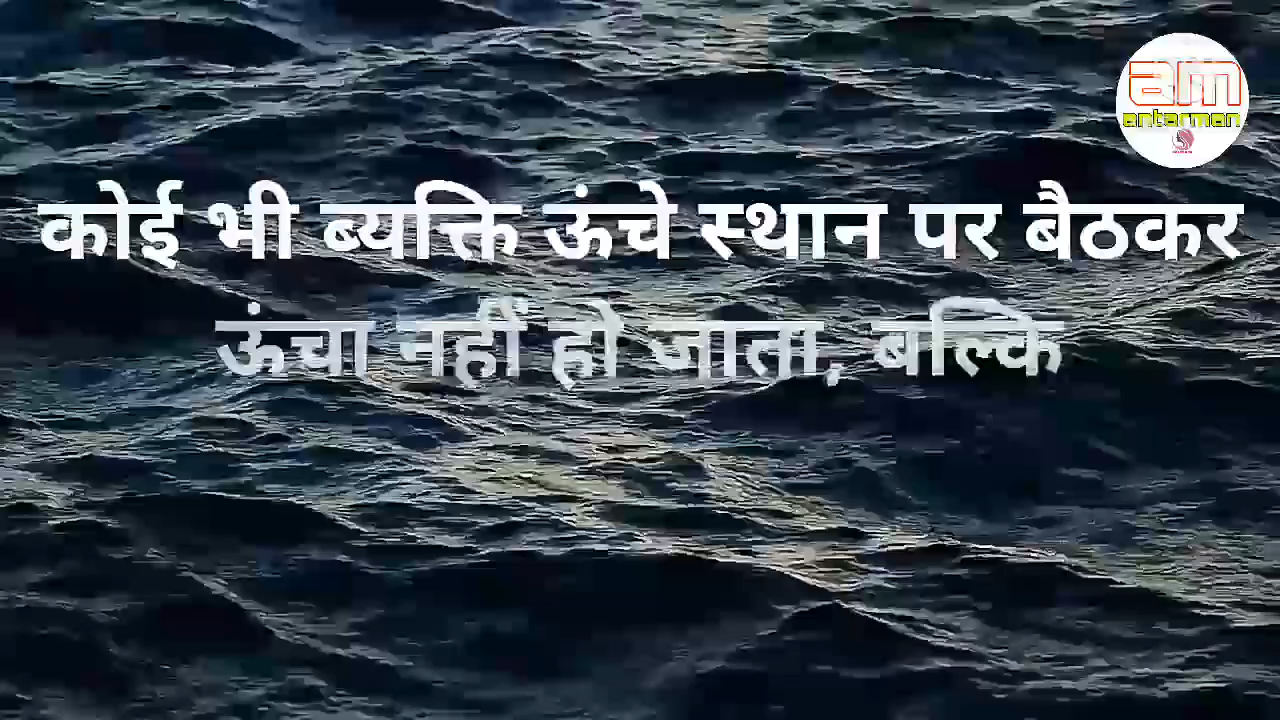 am
antarman
कोई भी ब्यक्ति ऊंचे स्थान पर बैठकर
ऊंचा नहीं हो जाता, बल्कि